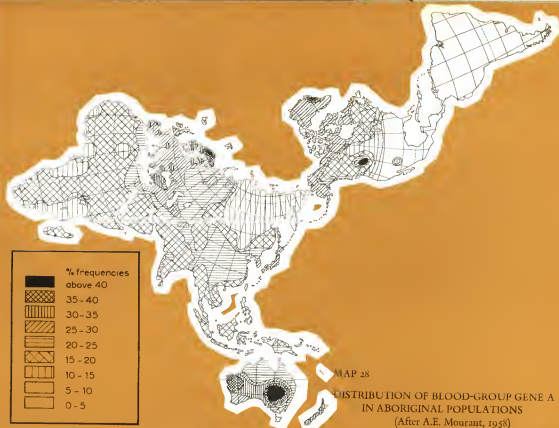 % frequencies
above 40
35-40
30-35
25-30
20-25
15-20
10-15
5-10
0-5
MAP 28
DISTRIBUTION OF BLOOD-GROUP GENE A
IN ABORIGINAL POPULATIONS
(After A.E. Mourant, 1958)